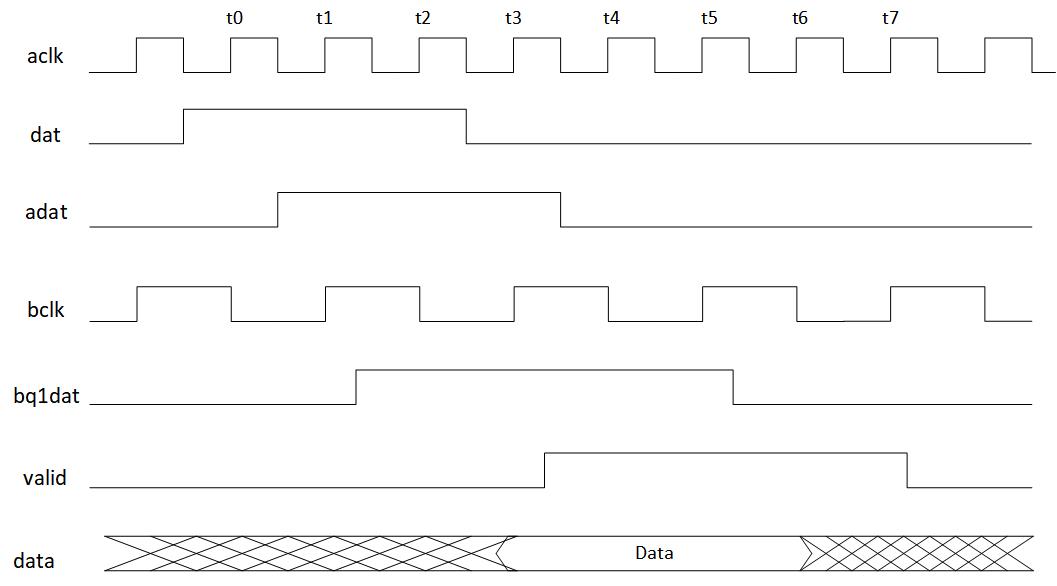 t0 t1 t2 t3 t4 t5 t6 t7
aclk
dat
adat
bclk
bq1dat
valid
data Data